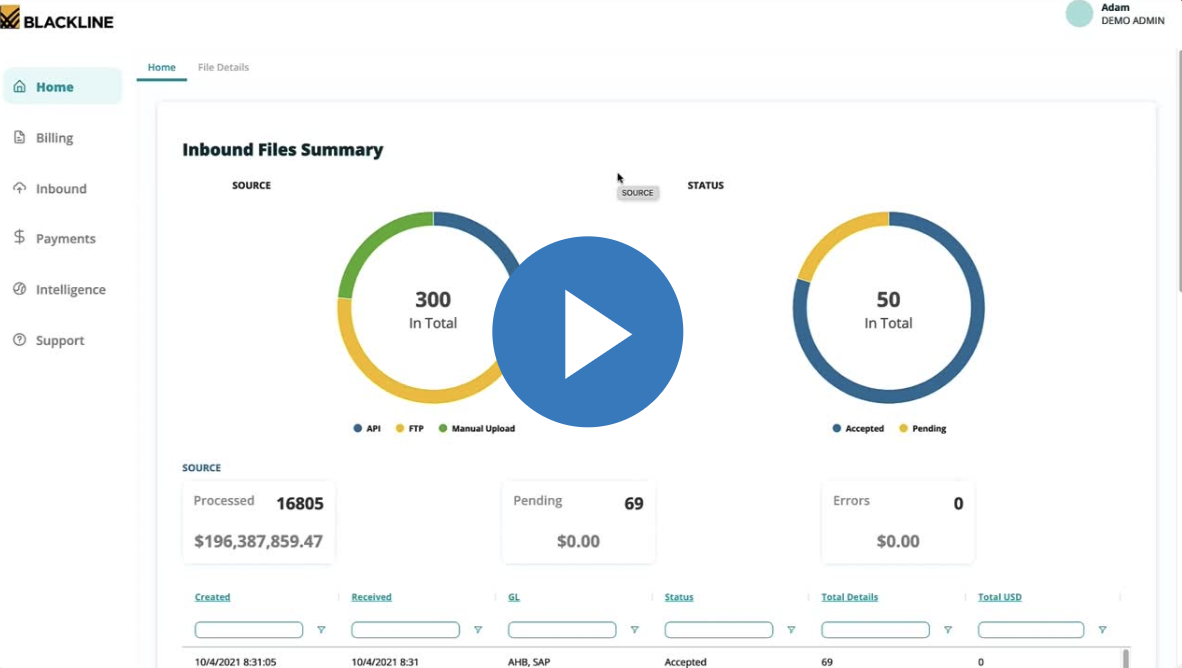 BLACKLINE
Adam
DEMO ADMIN
Home
File Details
Home
Billing
Inbound
Payments
Intelligence
Support
Inbound Files Summary
SOURCE
SOURCE
STATUS
300
In Total
50
In Total
API
FTP
Manual Upload
Accepted
Pending
SOURCE
Processed 16805
$196,387,859.47
Pending 69
$0.00
Errors 0
$0.00
Created Received GL Status Total Details Total USD
10/4/2021 8:31:05 10/4/2021 8:31 AHB, SAP Accepted 69 0